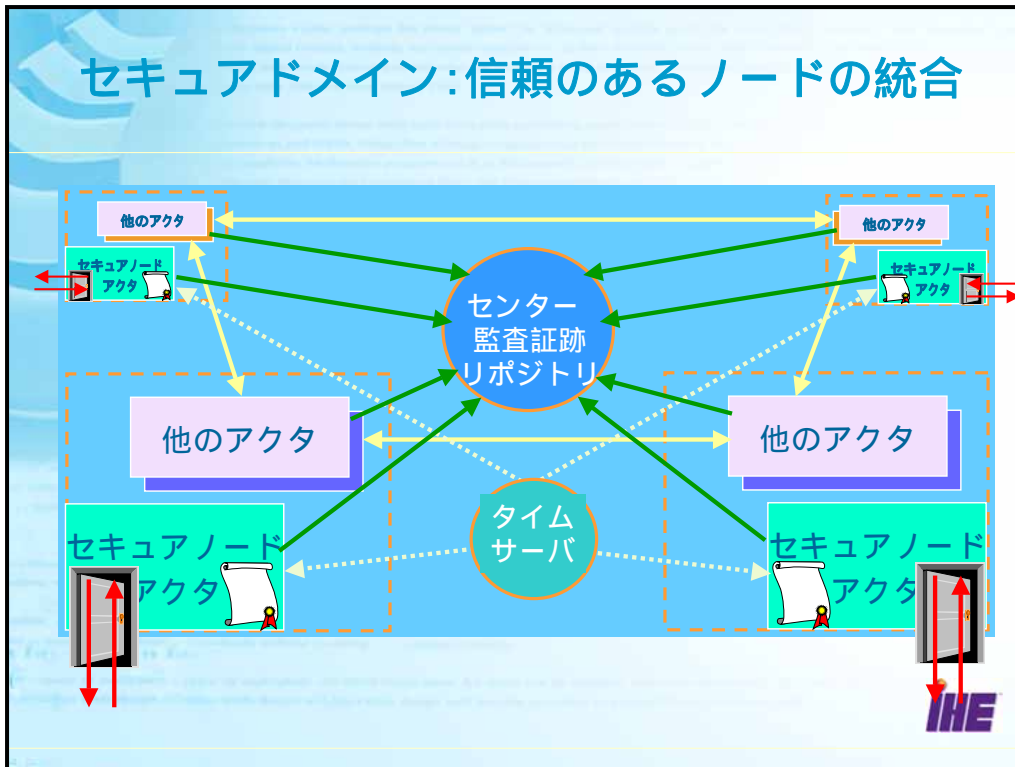 セキュアドメイン:信頼のあるノードの統合
他のアクタ
他のアクタ
セキュアノード
アクタ
セキュアノード
アクタ
センター
監査証跡
リポジトリ
他のアクタ
他のアクタ
タイム
サーバ
セキュアノード
アクタ
セキュアノード
アクタ
IHE